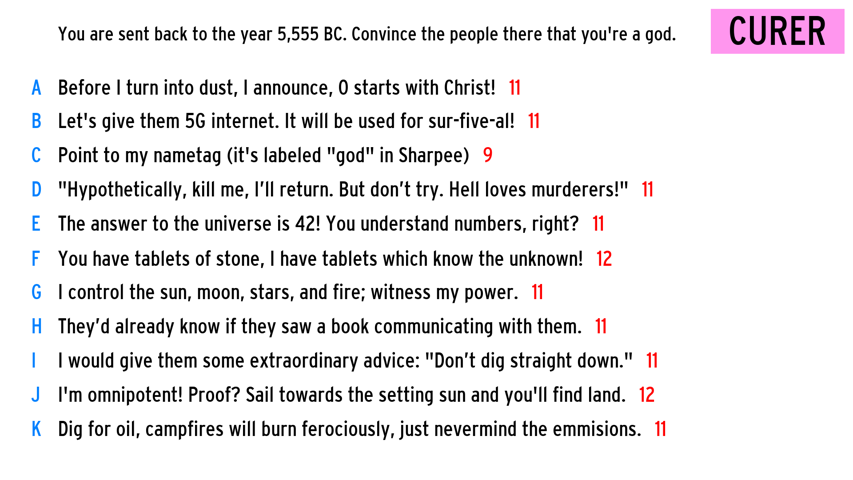 You are sent back to the year 5,555 BC. Convince the people there that you're a god.
CURER
A Before I turn into dust, I announce, 0 starts with Christ! 11
B Let's give them 5G internet. It will be used for sur-five-al! 11
C Point to my nametag (it's labeled "god" in Sharpee) 9
D "Hypothetically, kill me, I’ll return. But don’t try. Hell loves murderers!" 11
E The answer to the universe is 42! You understand numbers, right? 11
F You have tablets of stone, I have tablets which know the unknown! 12
G I control the sun, moon, stars, and fire; witness my power. 11
H They’d already know if they saw a book communicating with them. 11
I I would give them some extraordinary advice: "Don’t dig straight down." 11
J I'm omnipotent! Proof? Sail towards the setting sun and you'll find land. 12
K Dig for oil, campfires will burn ferociously, just nevermind the emmisions. 11